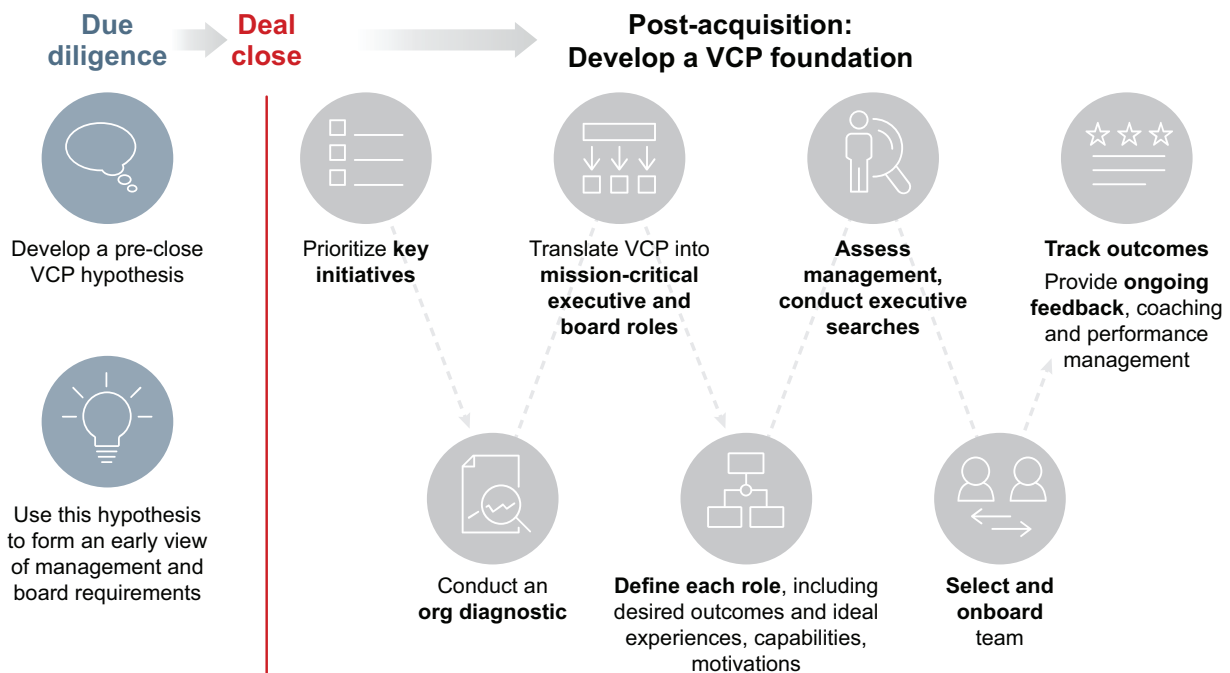 Due
diligence
Deal
close
Post-acquisition:
Develop a VCP foundation
Develop a pre-close
VCP hypothesis
Use this hypothesis
to form an early view
of management and
board requirements
Prioritize key
initiatives
Conduct an
org diagnostic
Translate VCP into
mission-critical
executive and
board roles
Define each role, including
desired outcomes and ideal
experiences, capabilities,
motivations
Assess
management,
conduct executive
searches
Select and
onboard
team
Track outcomes
Provide ongoing
feedback, coaching
and performance
management